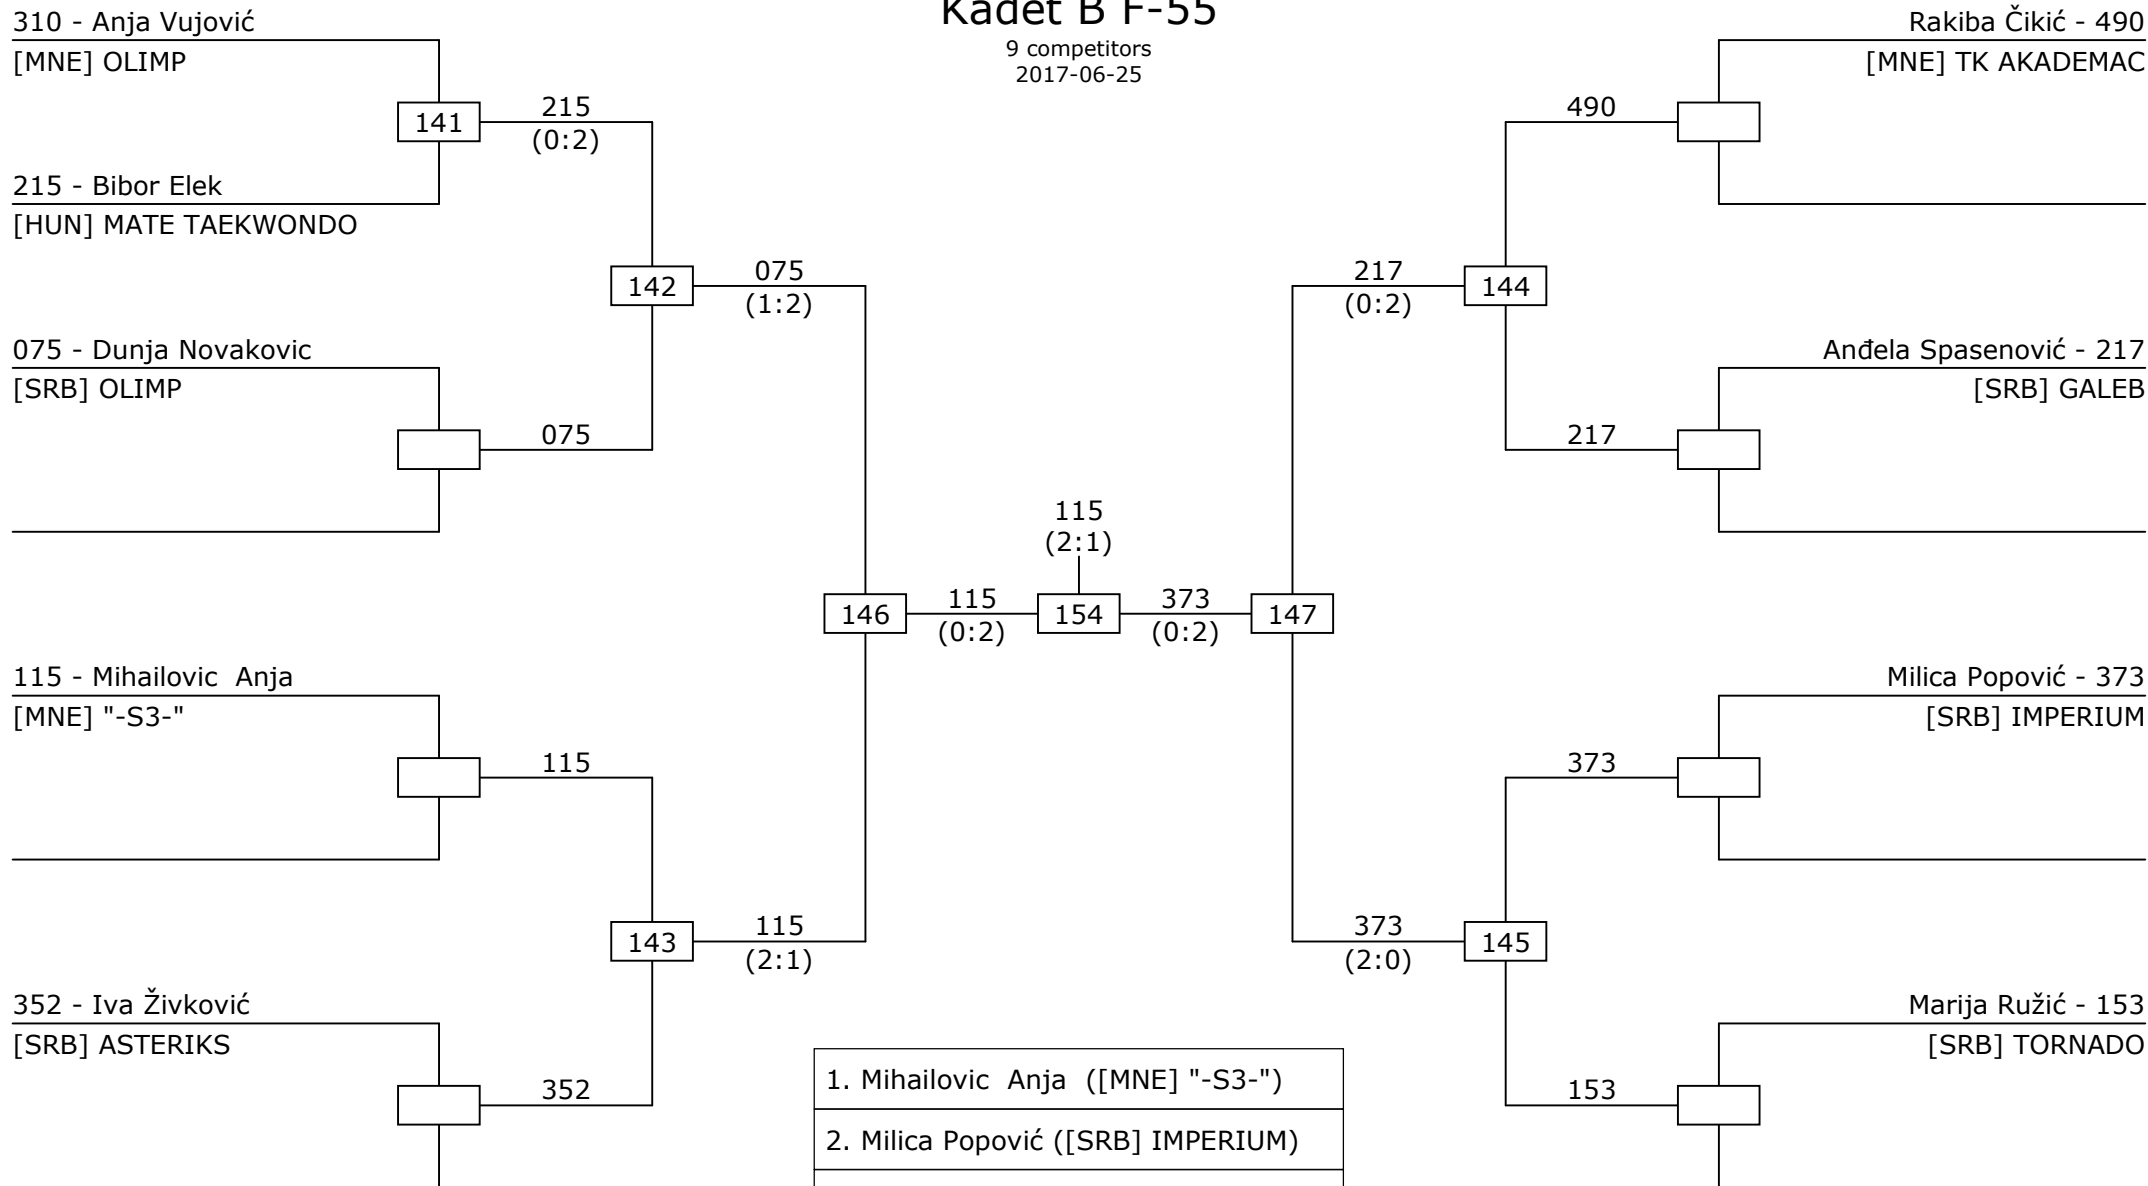 Kadet B F-55
9 competitors
2017-06-25
310 - Anja Vujović
[MNE] OLIMP
141
215
(0:2)
215 - Bibor Elek
[HUN] MATE TAEKWONDO
142
075
(1:2)
075 - Dunja Novakovic
[SRB] OLIMP
075
115 - Mihailovic  Anja
[MNE] "-S3-"
115
143
115
(2:1)
352 - Iva Živković
[SRB] ASTERIKS
352
146
115
(0:2)
115
(2:1)
154
373
(0:2)
147
Rakiba Čikić - 490
[MNE] TK AKADEMAC
490
217
(0:2)
144
Anđela Spasenović - 217
[SRB] GALEB
217
Milica Popović - 373
[SRB] IMPERIUM
373
373
(2:0)
145
Marija Ružić - 153
[SRB] TORNADO
153
1. Mihailovic  Anja  ([MNE] "-S3-")
2. Milica Popović ([SRB] IMPERIUM)